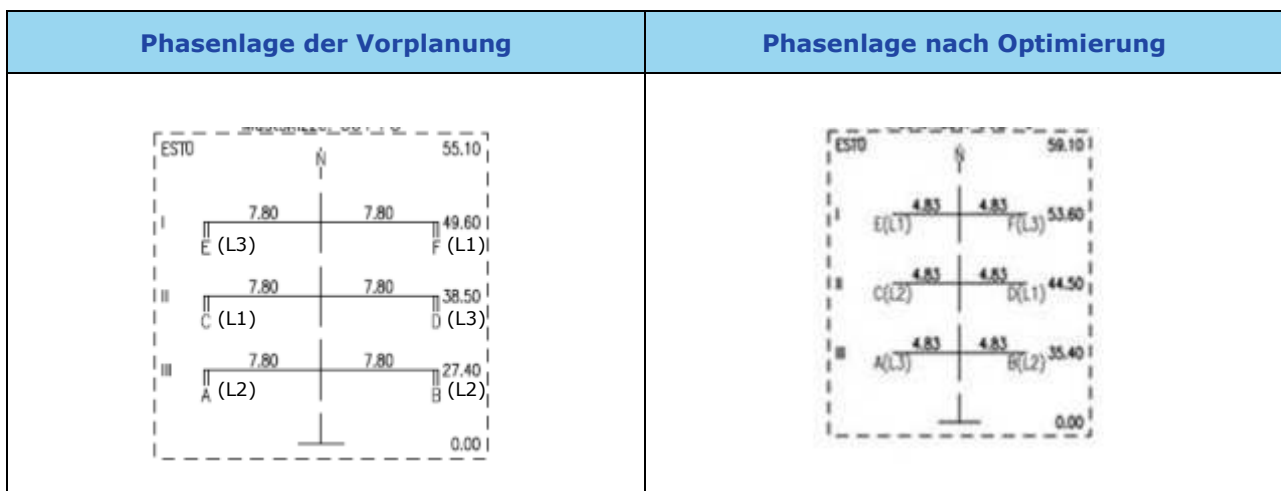 Phasenlage der Vorplanung
Phasenlage nach Optimierung
ESTO 55.10
N
I 7.80 7.80 49.60
E (L3) F (L1)
II 7.80 7.80 38.50
C (L1) D (L3)
III 7.80 7.80 27.40
A (L2) B (L2)
0.00
ESTO 59.10
N
I 4.83 4.83 53.60
E(L1) F(L3)
II 4.83 4.83 44.50
C(L2) D(L1)
III 4.83 4.83 35.40
A(L3) B(L2)
0.00